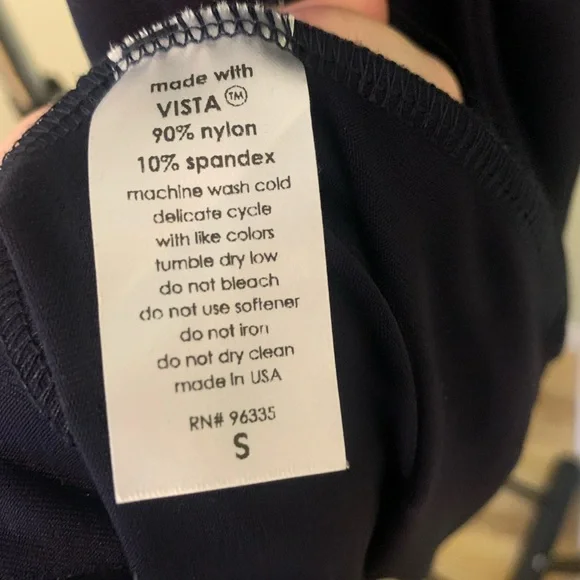 made with
VISTA™
90% nylon
10% spandex
machine wash cold
delicate cycle
with like colors
tumble dry low
do not bleach
do not use softener
do not iron
do not dry clean
made In USA
RN# 96335
S